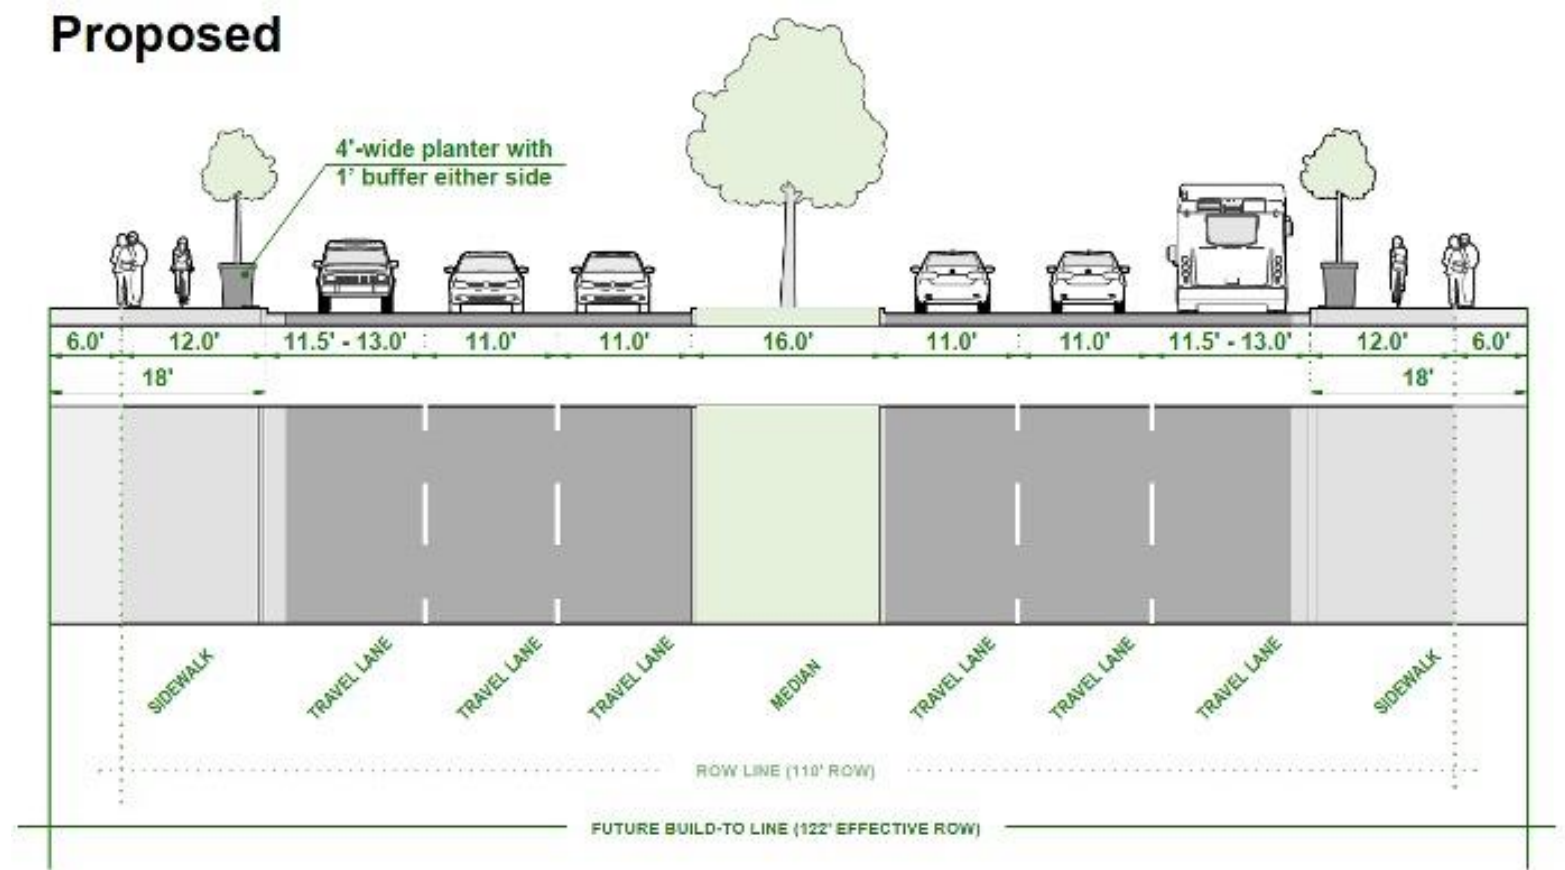 Proposed
4'-wide planter with
1' buffer either side
6.0' 12.0' 11.5' - 13.0' 11.0' 11.0' 16.0' 11.0' 11.0' 11.5' - 13.0' 12.0' 6.0'
18' 18'
SIDEWALK TRAVEL LANE TRAVEL LANE TRAVEL LANE MEDIAN TRAVEL LANE TRAVEL LANE TRAVEL LANE SIDEWALK
ROW LINE (110' ROW)
FUTURE BUILD-TO LINE (122' EFFECTIVE ROW)